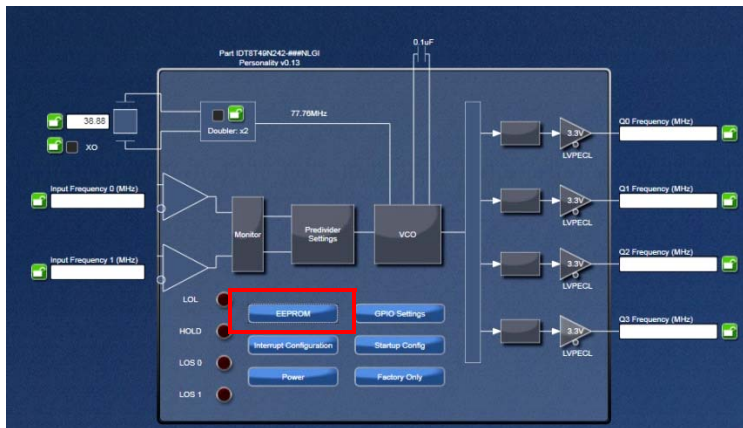 0.1uF
Part IDT8T49N242-###NLGI
Personality v0.13
38.88
XO
Doubler: x2
77.76MHz
Input Frequency 0 (MHz)
Input Frequency 1 (MHz)
Monitor
Predivider
Settings
VCO
3.3V
LVPECL
Q0 Frequency (MHz)
3.3V
LVPECL
Q1 Frequency (MHz)
3.3V
LVPECL
Q2 Frequency (MHz)
3.3V
LVPECL
Q3 Frequency (MHz)
LOL
HOLD
LOS 0
LOS 1
EEPROM
GPIO Settings
Interrupt Configuration
Startup Config
Power
Factory Only